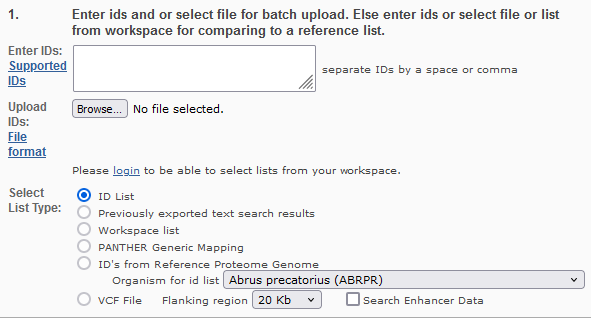 1. Enter ids and or select file for batch upload. Else enter ids or select file or list
from workspace for comparing to a reference list.
Enter IDs:
Supported
IDs
separate IDs by a space or comma
Upload
IDs:
File
format
Browse... No file selected.
Please login to be able to select lists from your workspace.
Select
List Type:
ID List
Previously exported text search results
Workspace list
PANTHER Generic Mapping
ID's from Reference Proteome Genome
Organism for id list Abrus precatorius (ABRPR)
VCF File Flanking region 20 Kb Search Enhancer Data